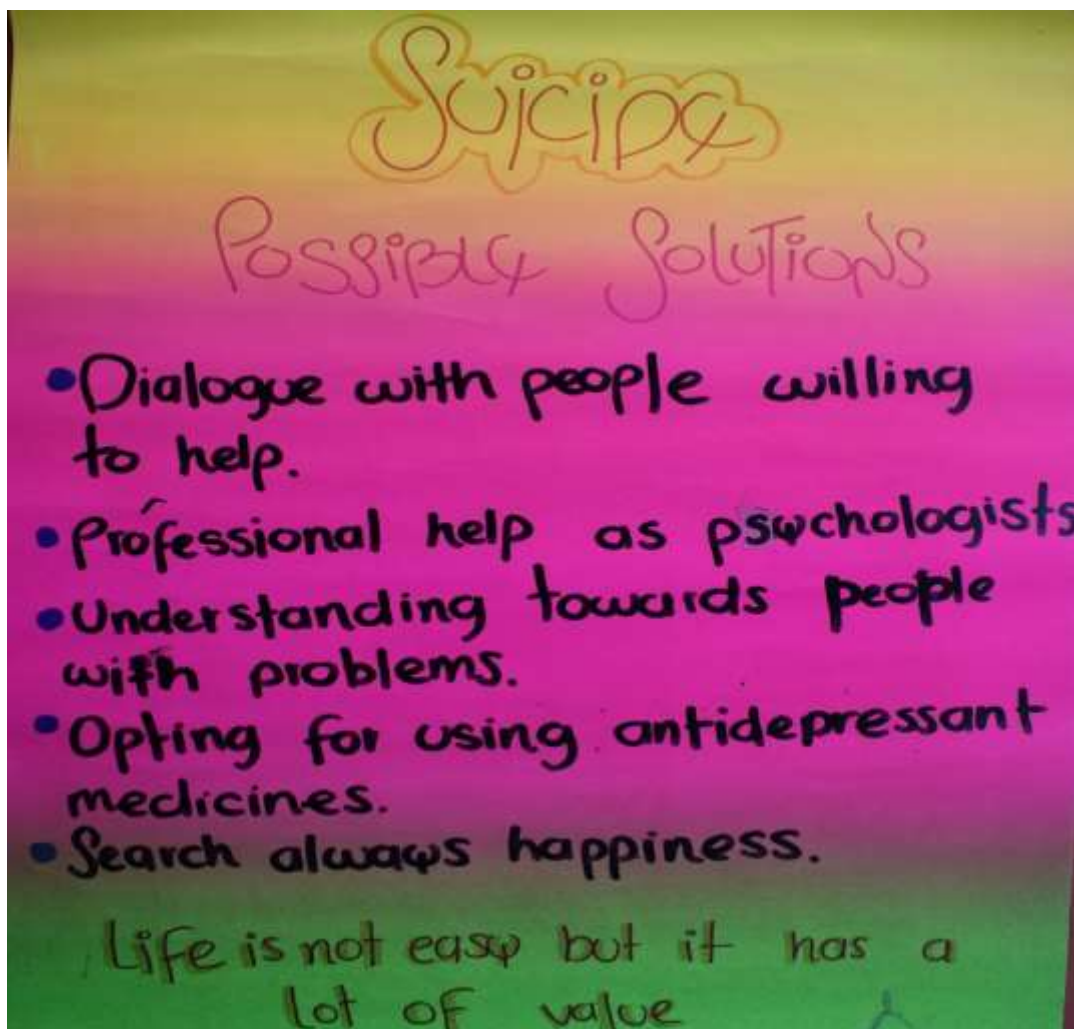 Suicide
Possible Solutions
•Dialogue with people willing
to help.
•Professional help as psychologists
•Understanding towards people
with problems.
•Opting for using antidepressant
medicines.
•Search always happiness.
Life is not easy but it has a
lot of value